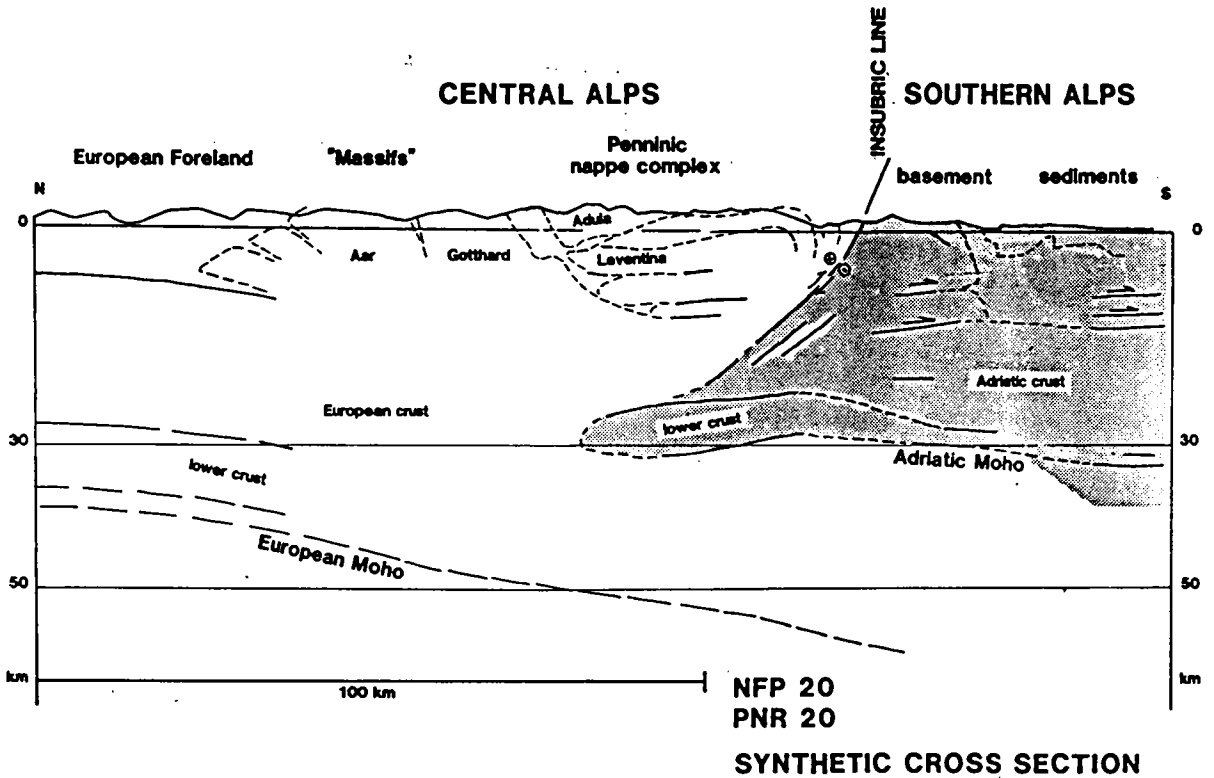 CENTRAL ALPS
INSUBRIC LINE
SOUTHERN ALPS
European Foreland
"Massifs"
Penninic
nappe complex
basement
sediments
N
S
0
0
Adula
Aar
Gotthard
Leventina
Adriatic crust
European crust
lower crust
30
30
Adriatic Moho
lower crust
European Moho
50
50
km
km
100 km
NFP 20
PNR 20
SYNTHETIC CROSS SECTION